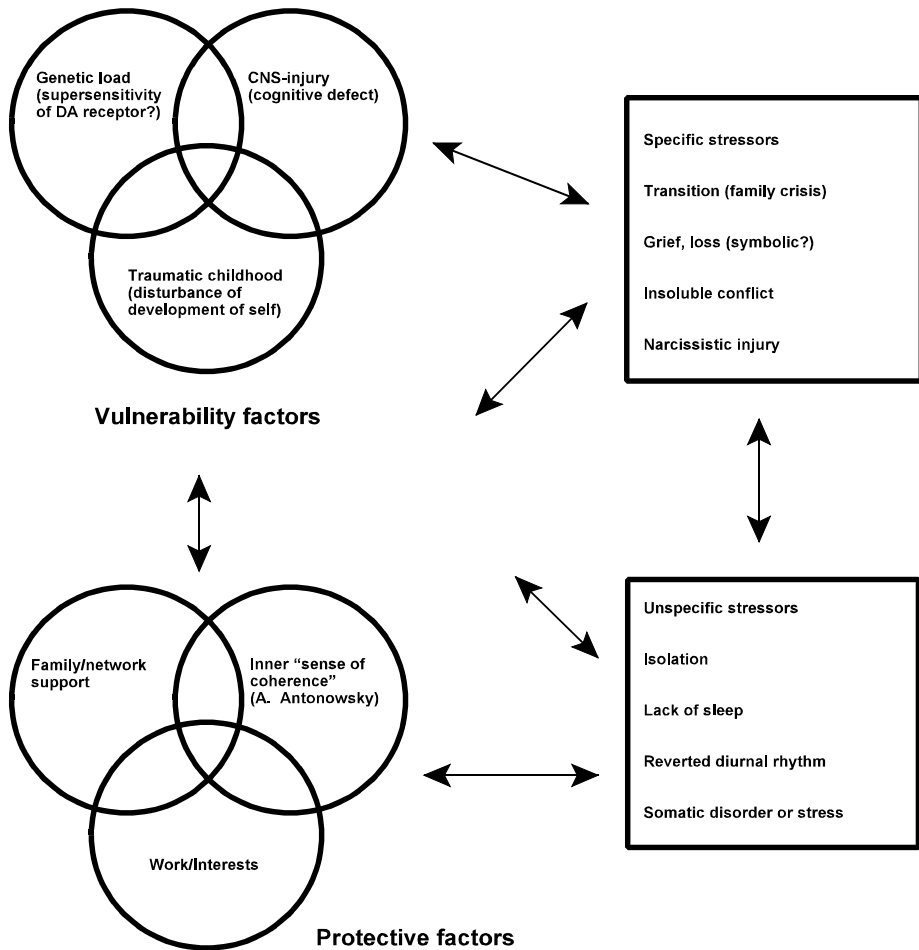 Genetic load
(supersensitivity
of DA receptor?)
CNS-injury
(cognitive defect)
Traumatic childhood
(disturbance of
development of self)
Vulnerability factors
Specific stressors
Transition (family crisis)
Grief, loss (symbolic?)
Insoluble conflict
Narcissistic injury
Family/network
support
Inner “sense of
coherence”
(A. Antonowsky)
Work/Interests
Protective factors
Unspecific stressors
Isolation
Lack of sleep
Reverted diurnal rhythm
Somatic disorder or stress